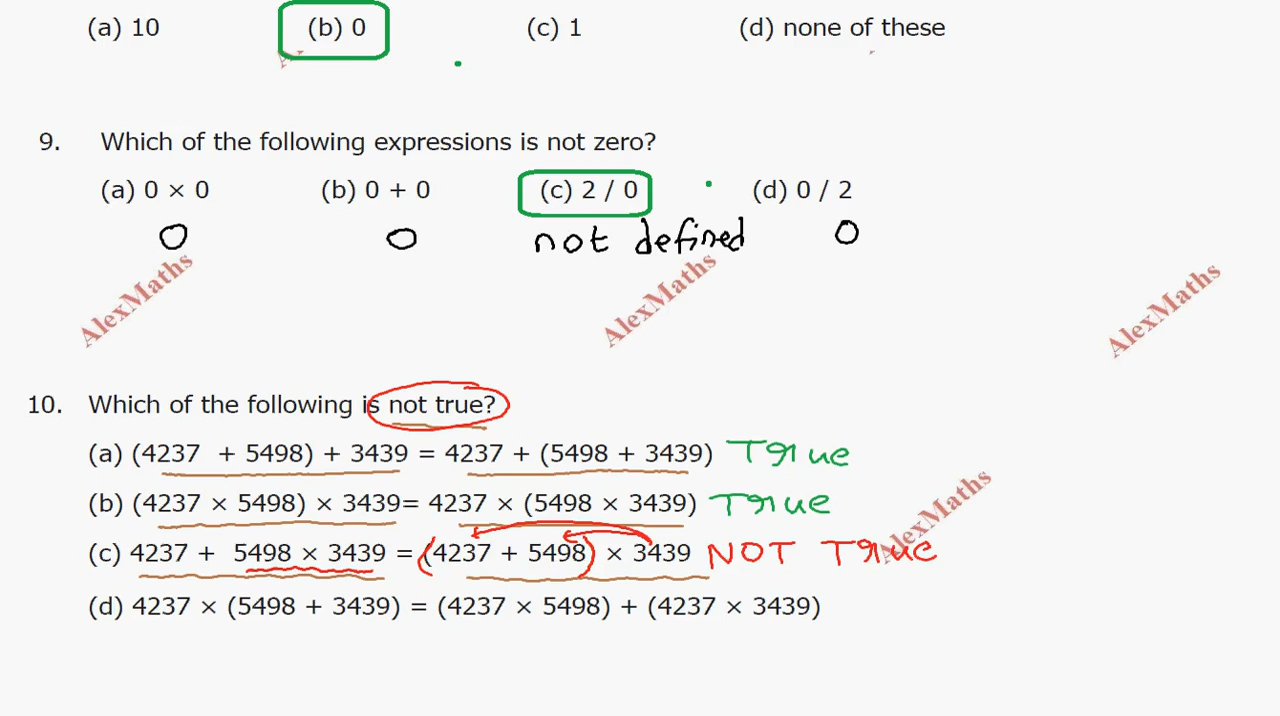 (a) 10 (b) 0 (c) 1 (d) none of these
9. Which of the following expressions is not zero?
(a) 0 × 0 (b) 0 + 0 (c) 2 / 0 (d) 0 / 2
0 0 not defined 0
AlexMaths AlexMaths AlexMaths
10. Which of the following is not true?
(a) (4237 + 5498) + 3439 = 4237 + (5498 + 3439) True
(b) (4237 × 5498) × 3439= 4237 × (5498 × 3439) True
AlexMaths
(c) 4237 + 5498 × 3439 = (4237 + 5498) × 3439 NOT True
(d) 4237 × (5498 + 3439) = (4237 × 5498) + (4237 × 3439)